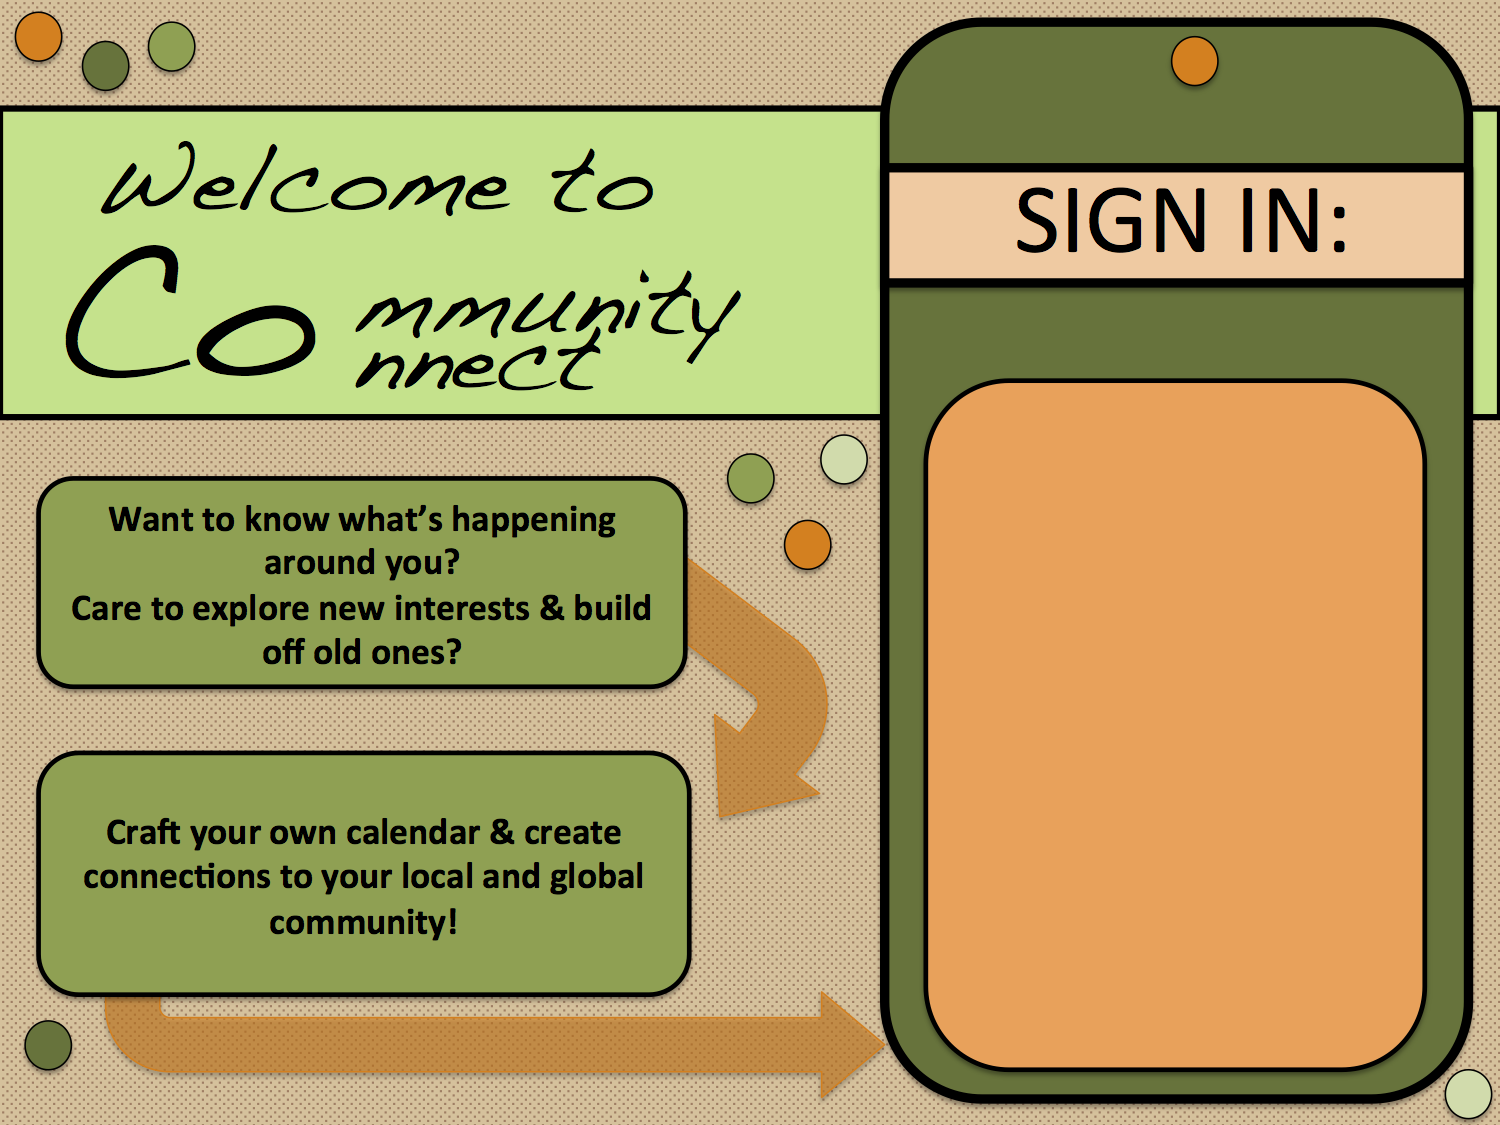 Welcome to
Co mmunity
nnect
SIGN IN:
Want to know what’s happening
around you?
Care to explore new interests & build
off old ones?
Craft your own calendar & create
connections to your local and global
community!